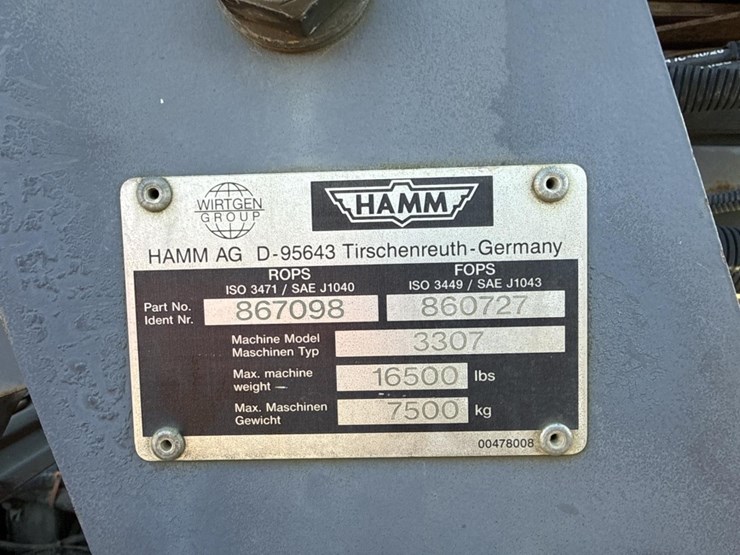 WIRTGEN
GROUP
HAMM
HAMM AG D-95643 Tirschenreuth-Germany
ROPS
ISO 3471 / SAE J1040
FOPS
ISO 3449 / SAE J1043
Part No.
Ident Nr.
867098
860727
Machine Model
Maschinen Typ
3307
Max. machine
weight
16500 lbs
Max. Maschinen
Gewicht
7500 kg
00478008